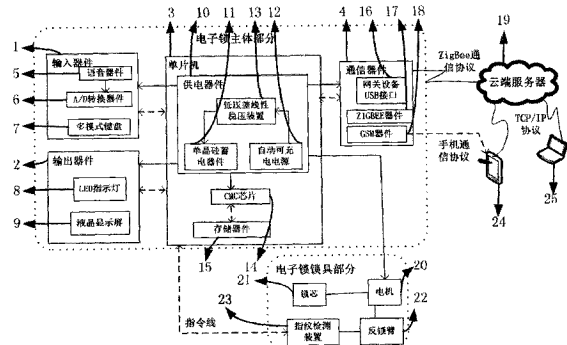 3 10 11 13 12 4 16 17 18 19
电子锁主体部分
1
输入器件
5
语音器件
6
A/D转换器件
7
多模式键盘
2
输出器件
8
LED指示灯
9
液晶显示屏
单片机
供电器件
低压差线性
稳压装置
单晶硅蓄
电器件
自动可充
电电源
CMC芯片
存储器件
15
14
通信器件
网关设备
USB接口
ZIGBEE器件
GSM器件
ZigBee通
信协议
云端服务器
TCP/IP
协议
手机通
信协议
24
25
电子锁锁具部分
21
锁芯
电机
20
23
22
指令线
指纹检测
装置
反锁臂